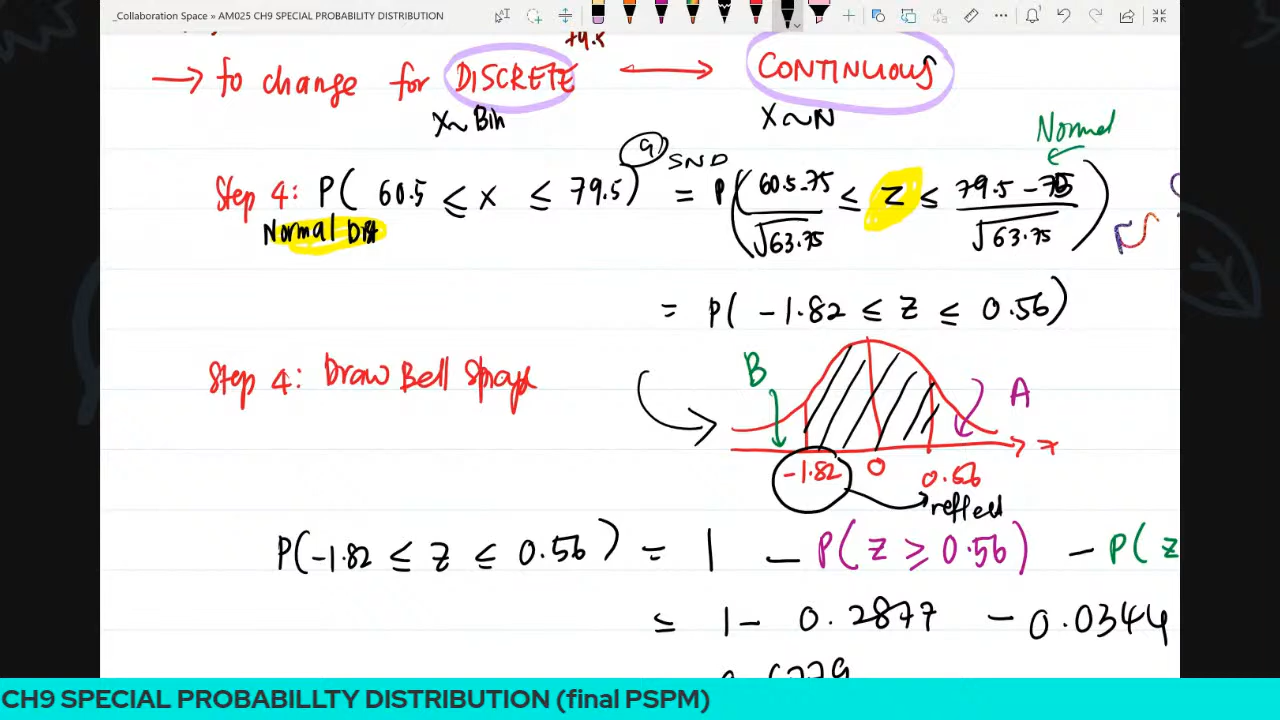 _Collaboration Space » AM025 CH9 SPECIAL PROBABILITY DISTRIBUTION
79.5
→ to change for DISCRETE ↔ CONTINUOUS
X~Bin X~N
Step 4: P( 60.5 ≤ x ≤ 79.5 ) = P( (60.5-75)/√63.75 ≤ Z ≤ (79.5-75)/√63.75 )
SND
Normal
Normal Dist
= P( -1.82 ≤ Z ≤ 0.56 )
Step 4: Draw Bell
B A
-1.82 0 0.56 x
reflect
P(-1.82 ≤ Z ≤ 0.56 ) = 1 - P( Z ≥ 0.56 ) - P( Z
= 1 - 0.2877 - 0.0344
CH9 SPECIAL PROBABILLTY DISTRIBUTION (final PSPM)